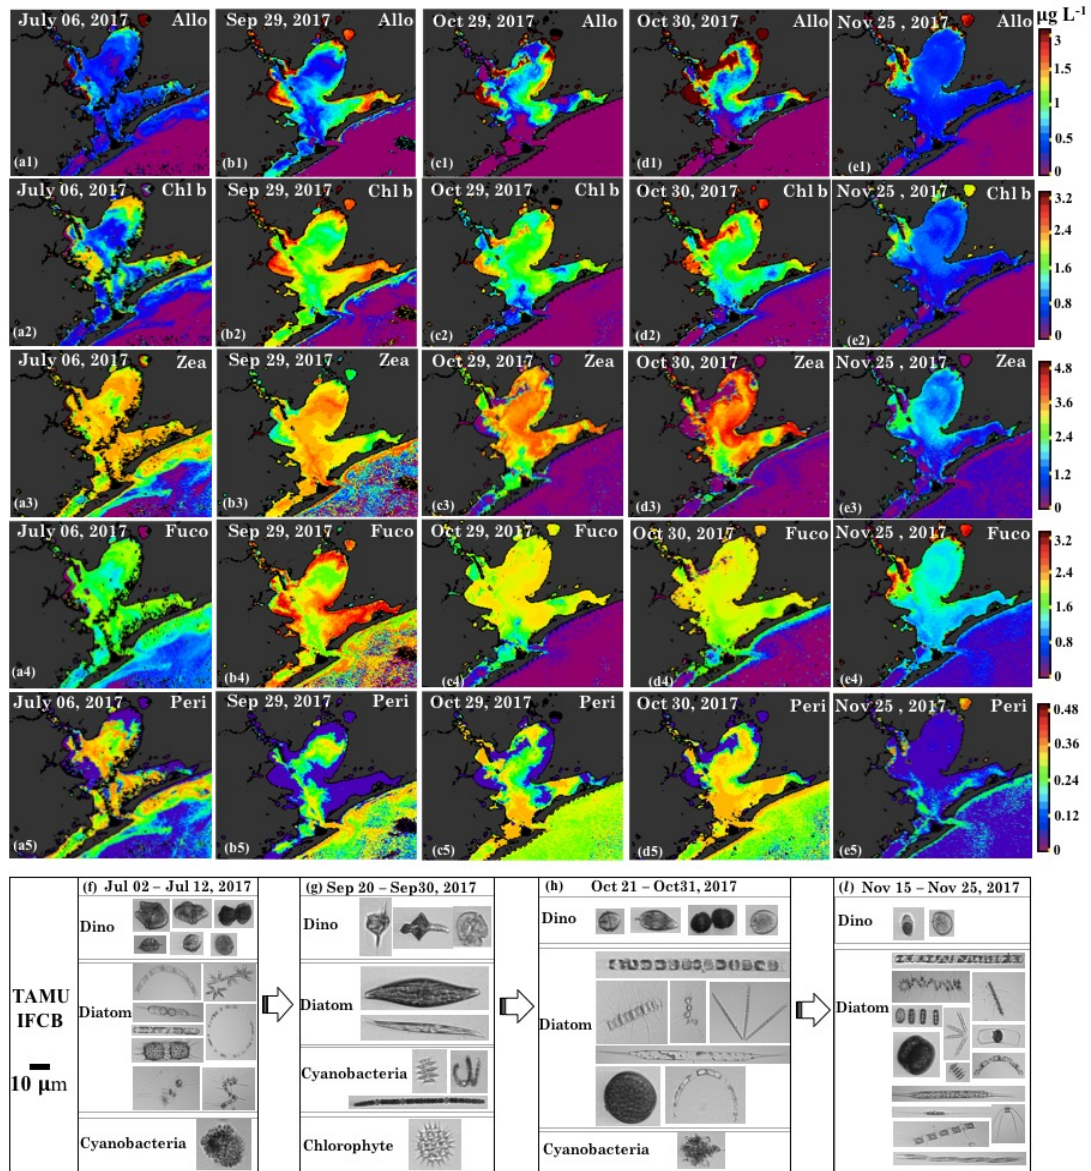 July 06, 2017 Allo
Sep 29, 2017 Allo
Oct 29, 2017 Allo
Oct 30, 2017 Allo
Nov 25 , 2017 Allo
µg L-1
3
2
1.5
1
0.5
0
(a1)
(b1)
(c1)
(d1)
(e1)
July 06, 2017 Chl b
Sep 29, 2017 Chl b
Oct 29, 2017 Chl b
Oct 30, 2017 Chl b
Nov 25 , 2017 Chl b
3.2
2.4
1.6
0.8
0
(a2)
(b2)
(c2)
(d2)
(e2)
July 06, 2017 Zea
Sep 29, 2017 Zea
Oct 29, 2017 Zea
Oct 30, 2017 Zea
Nov 25 , 2017 Zea
4.8
3.6
2.4
1.2
0
(a3)
(b3)
(c3)
(d3)
(e3)
July 06, 2017 Fuco
Sep 29, 2017 Fuco
Oct 29, 2017 Fuco
Oct 30, 2017 Fuco
Nov 25 , 2017 Fuco
3.2
2.4
1.6
0.8
0
(a4)
(b4)
(c4)
(d4)
(e4)
July 06, 2017 Peri
Sep 29, 2017 Peri
Oct 29, 2017 Peri
Oct 30, 2017 Peri
Nov 25 , 2017 Peri
0.48
0.36
0.24
0.12
0
(a5)
(b5)
(c5)
(d5)
(e5)
TAMU
IFCB
10 µm
(f) Jul 02 – Jul 12, 2017
Dino
Diatom
Cyanobacteria
(g) Sep 20 – Sep30, 2017
Dino
Diatom
Cyanobacteria
Chlorophyte
(h) Oct 21 – Oct31, 2017
Dino
Diatom
Cyanobacteria
(l) Nov 15 – Nov 25, 2017
Dino
Diatom